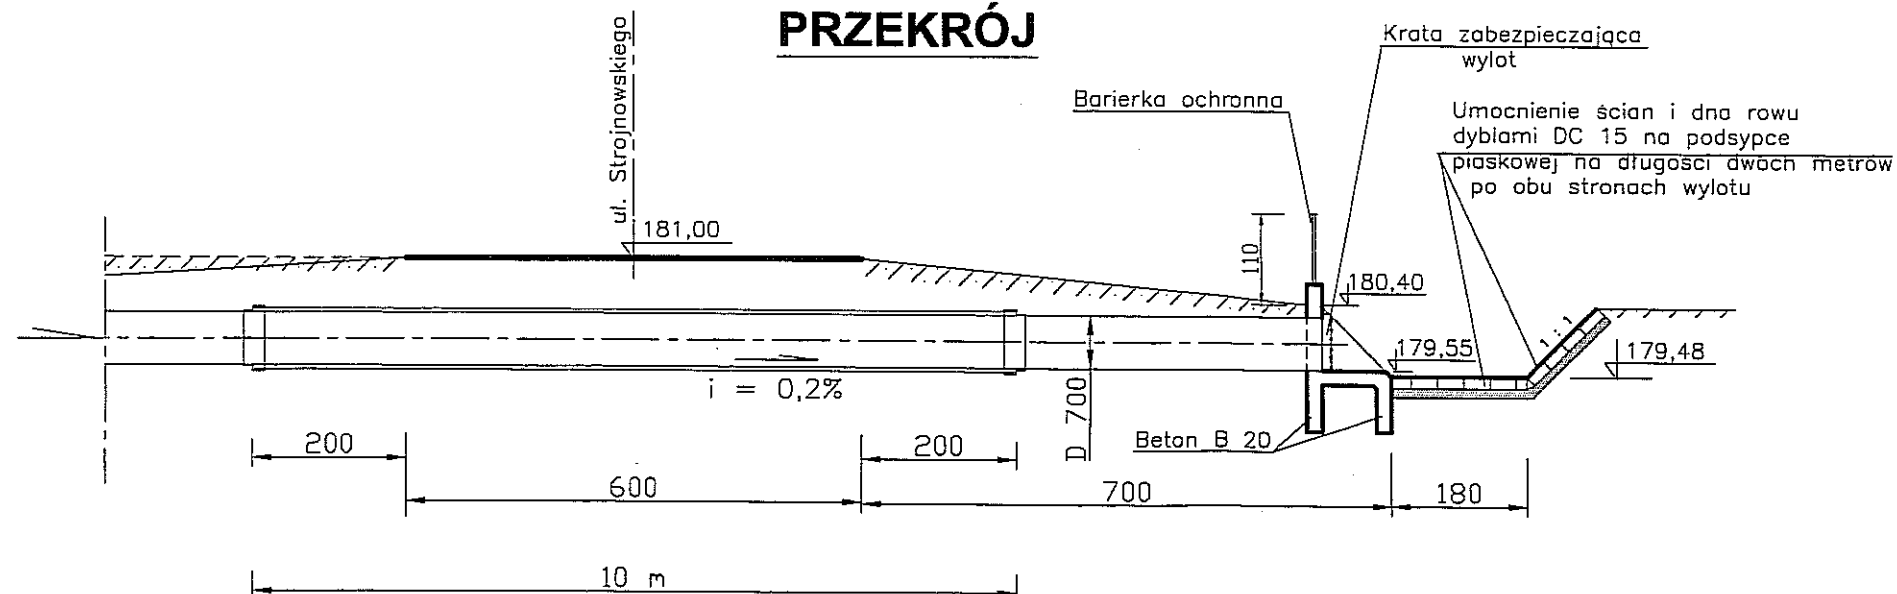 PRZEKRÓJ
ul. Strojnowskiego
Krata zabezpieczająca
wylot
Barierka ochronna
Umocnienie ścian i dna rowu
dyblami DC 15 na podsypce
piaskowej na długości dwóch metrów
po obu stronach wylotu
181,00
110
180,40
1:1
179,55
179,48
i = 0,2%
D 700
Beton B 20
200
200
600
700
180
10 m